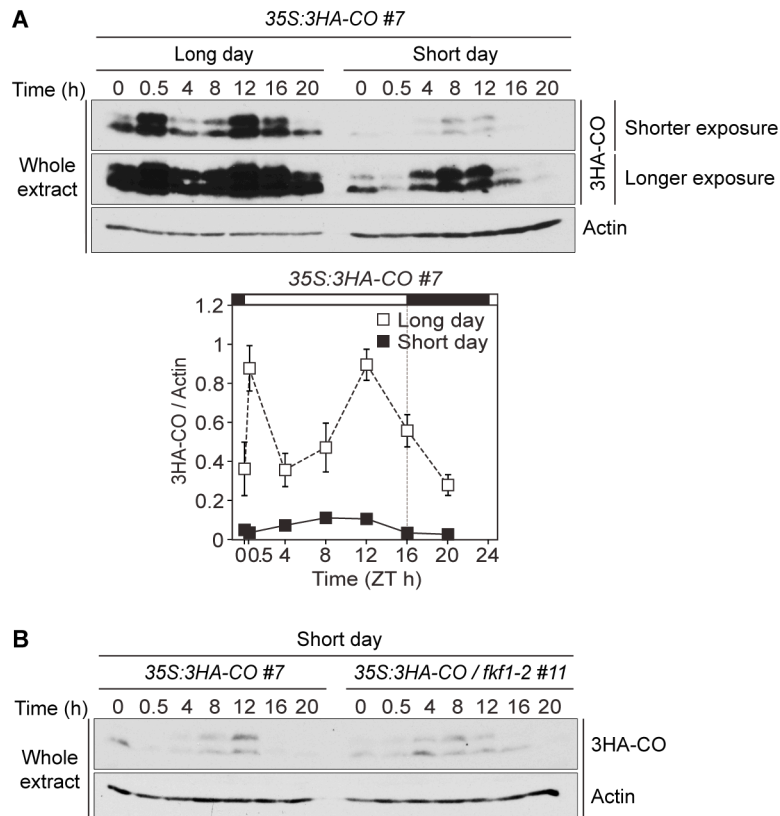 A
35S:3HA-CO #7
Long day Short day
Time (h) 0 0.5 4 8 12 16 20 0 0.5 4 8 12 16 20
Whole extract
3HA-CO
Shorter exposure
Longer exposure
Actin
35S:3HA-CO #7
1.2
1
0.8
0.6
0.4
0.2
0
3HA-CO / Actin
Long day
Short day
0 0.5 4 8 12 16 20 24
Time (ZT h)
B
Short day
35S:3HA-CO #7 35S:3HA-CO / fkf1-2 #11
Time (h) 0 0.5 4 8 12 16 20 0 0.5 4 8 12 16 20
Whole extract
3HA-CO
Actin